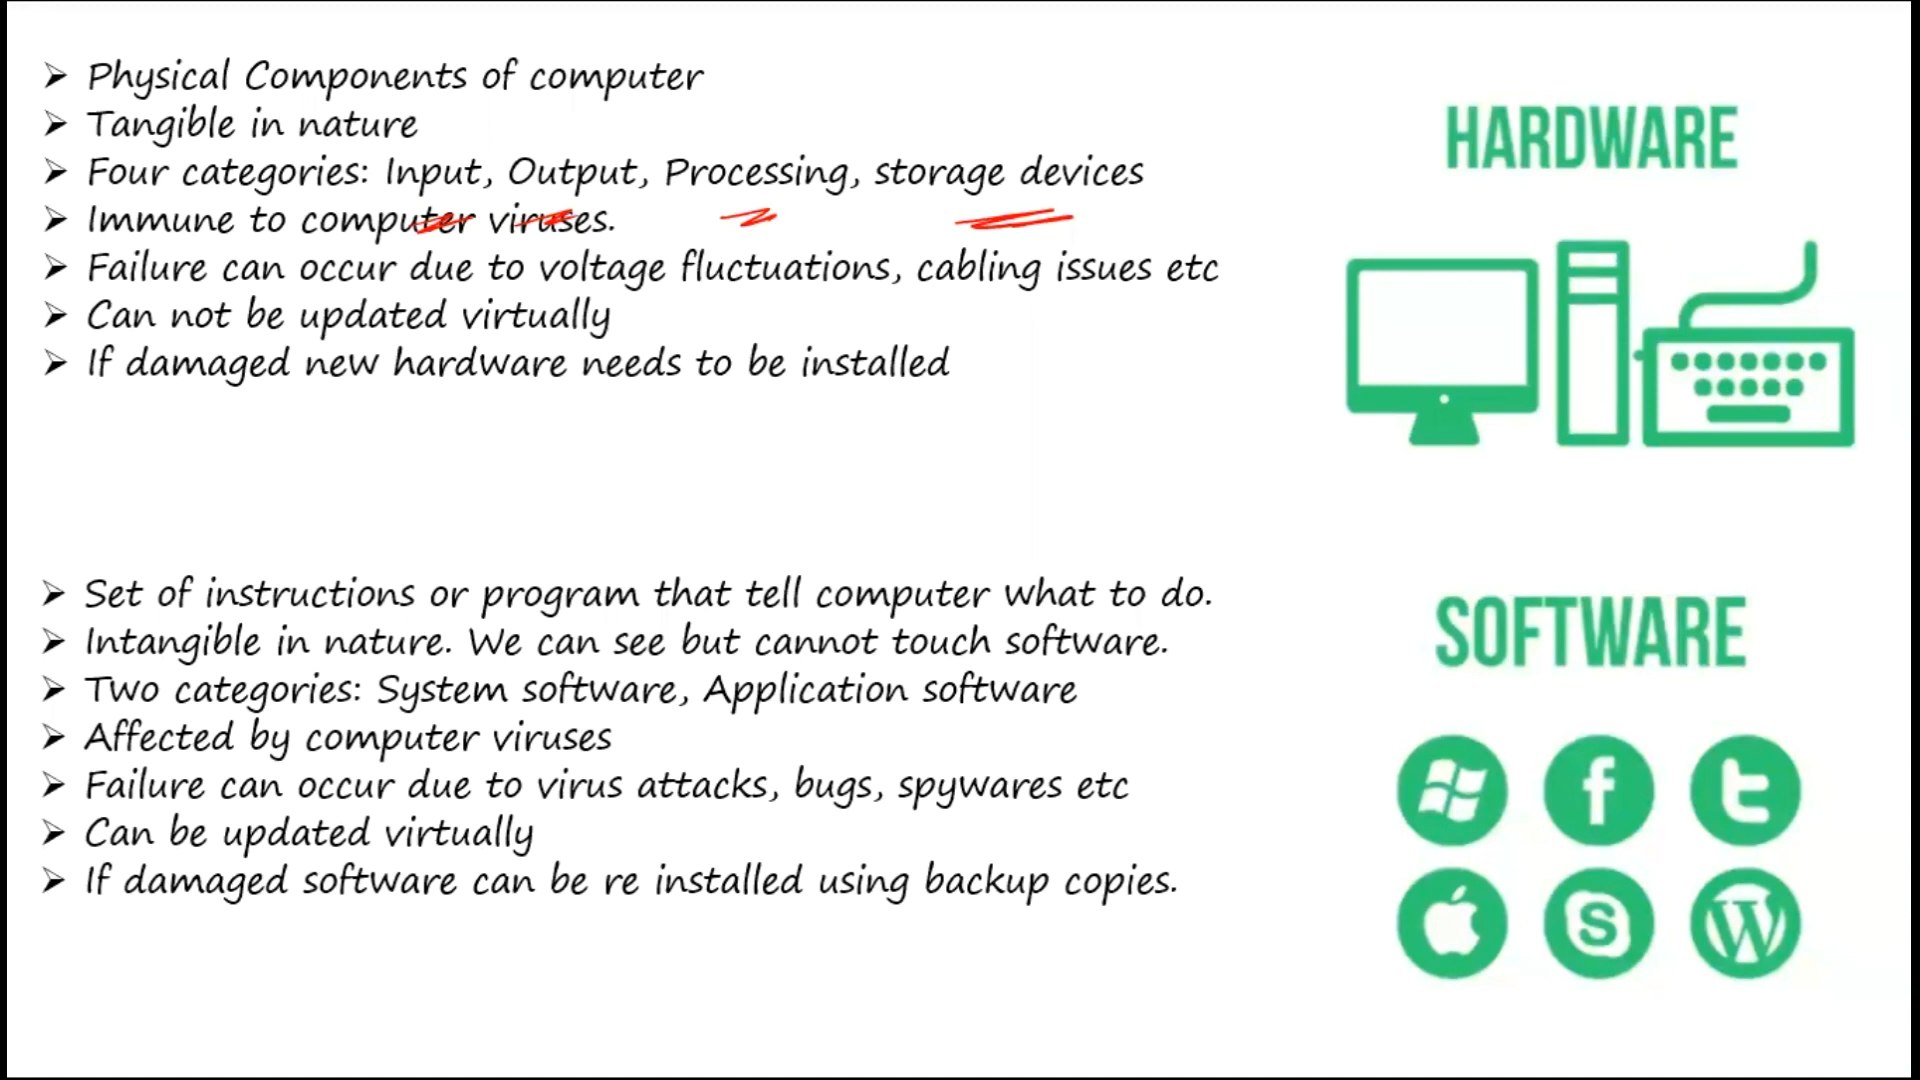 ➤ Physical Components of computer
➤ Tangible in nature
➤ Four categories: Input, Output, Processing, storage devices
➤ Immune to computer viruses.
➤ Failure can occur due to voltage fluctuations, cabling issues etc
➤ Can not be updated virtually
➤ If damaged new hardware needs to be installed
HARDWARE
➤ Set of instructions or program that tell computer what to do.
➤ Intangible in nature. We can see but cannot touch software.
➤ Two categories: System software, Application software
➤ Affected by computer viruses
➤ Failure can occur due to virus attacks, bugs, spywares etc
➤ Can be updated virtually
➤ If damaged software can be re installed using backup copies.
SOFTWARE